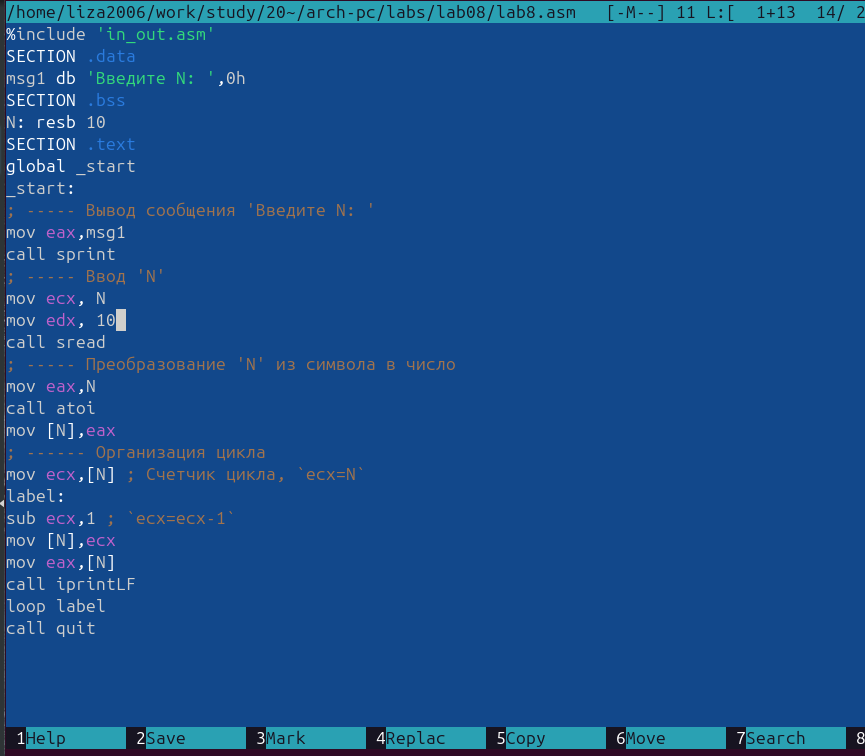 /home/liza2006/work/study/20~/arch-pc/labs/lab08/lab8.asm [-M--] 11 L:[ 1+13 14/ 2
%include 'in_out.asm'
SECTION .data
msg1 db 'Введите N: ',0h
SECTION .bss
N: resb 10
SECTION .text
global _start
_start:
; ----- Вывод сообщения 'Введите N: '
mov eax,msg1
call sprint
; ----- Ввод 'N'
mov ecx, N
mov edx, 10
call sread
; ----- Преобразование 'N' из символа в число
mov eax,N
call atoi
mov [N],eax
; ------ Организация цикла
mov ecx,[N] ; Счетчик цикла, `ecx=N`
label:
sub ecx,1 ; `ecx=ecx-1`
mov [N],ecx
mov eax,[N]
call iprintLF
loop label
call quit
1Help 2Save 3Mark 4Replac 5Copy 6Move 7Search 8